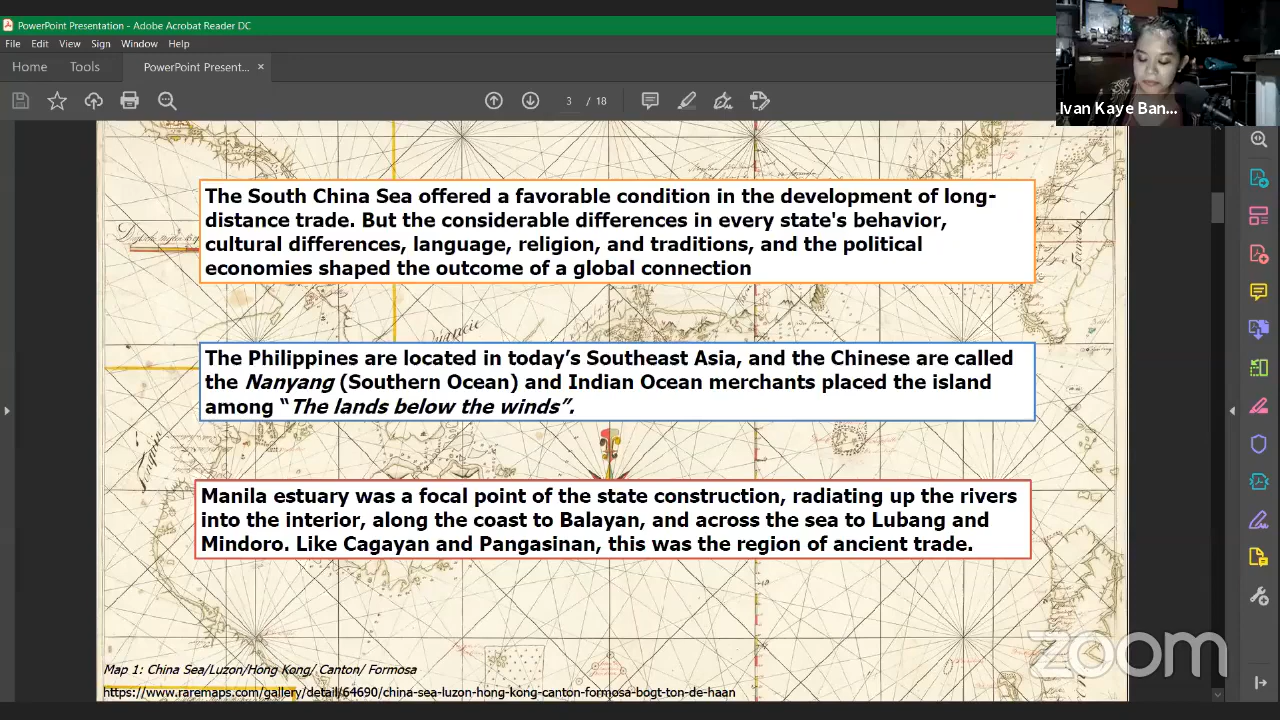 PowerPoint Presentation - Adobe Acrobat Reader DC
File Edit View Sign Window Help
Home Tools PowerPoint Present... ×
3 / 18
Ivan Kaye Ban...
The South China Sea offered a favorable condition in the development of long-
distance trade. But the considerable differences in every state's behavior,
cultural differences, language, religion, and traditions, and the political
economies shaped the outcome of a global connection
The Philippines are located in today’s Southeast Asia, and the Chinese are called
the Nanyang (Southern Ocean) and Indian Ocean merchants placed the island
among “The lands below the winds”.
Manila estuary was a focal point of the state construction, radiating up the rivers
into the interior, along the coast to Balayan, and across the sea to Lubang and
Mindoro. Like Cagayan and Pangasinan, this was the region of ancient trade.
zoom
Map 1: China Sea/Luzon/Hong Kong/ Canton/ Formosa
https://www.raremaps.com/gallery/detail/64690/china-sea-luzon-hong-kong-canton-formosa-bogt-ton-de-haan